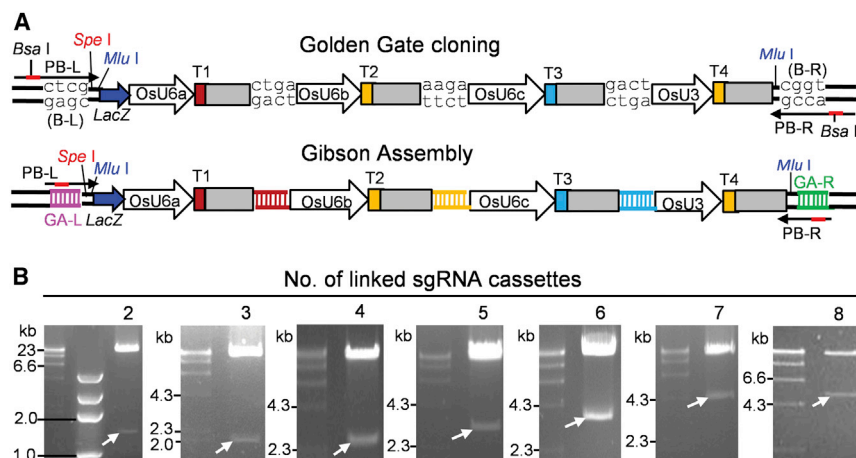 A
Golden Gate cloning
Bsa I PB-L Spe I Mlu I
T1 T2 T3 T4 Mlu I (B-R)
ctcg OsU6a ctga OsU6b aaga OsU6c gact OsU3 cggt
gagc LacZ gact ttct ctga gcca
(B-L) PB-R Bsa I
Gibson Assembly
PB-L Spe I Mlu I
T1 T2 T3 T4 Mlu I GA-R
OsU6a OsU6b OsU6c OsU3
GA-L LacZ PB-R
B
No. of linked sgRNA cassettes
2 3 4 5 6 7 8
kb kb kb kb kb kb kb
23 6.6 2.0 1.0
4.3 2.3 2.0
4.3 2.3
4.3 2.3
4.3 2.3
4.3 2.3
6.6 4.3